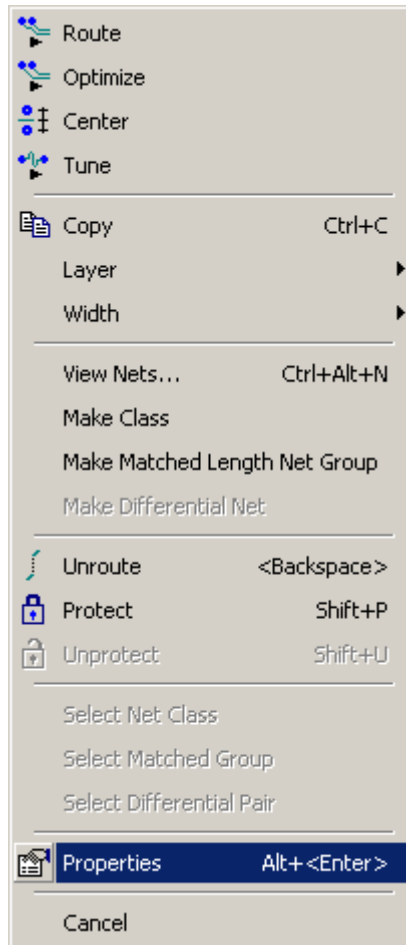 Route
Optimize
Center
Tune
Copy Ctrl+C
Layer
Width
View Nets... Ctrl+Alt+N
Make Class
Make Matched Length Net Group
Make Differential Net
Unroute <Backspace>
Protect Shift+P
Unprotect Shift+U
Select Net Class
Select Matched Group
Select Differential Pair
Properties Alt+<Enter>
Cancel